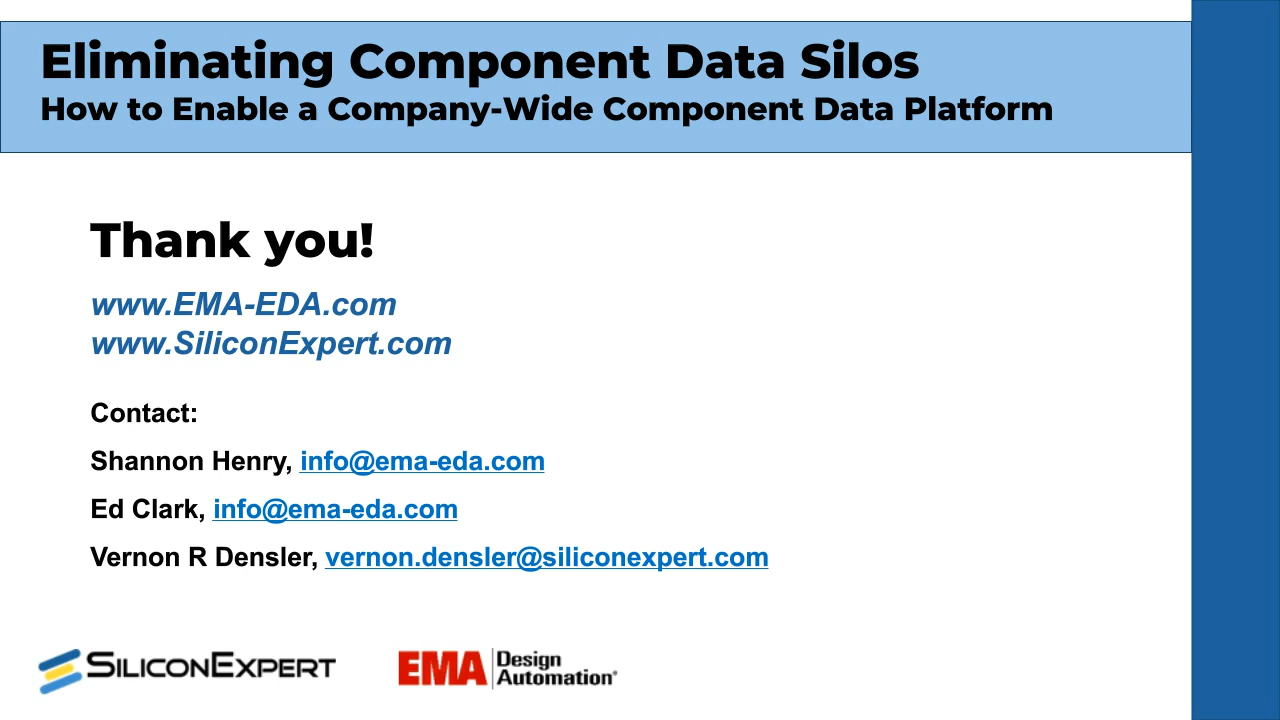 Eliminating Component Data Silos
How to Enable a Company-Wide Component Data Platform
Thank you!
www.EMA-EDA.com
www.SiliconExpert.com
Contact:
Shannon Henry, info@ema-eda.com
Ed Clark, info@ema-eda.com
Vernon R Densler, vernon.densler@siliconexpert.com
SILICONEXPERT
EMA Design
Automation®